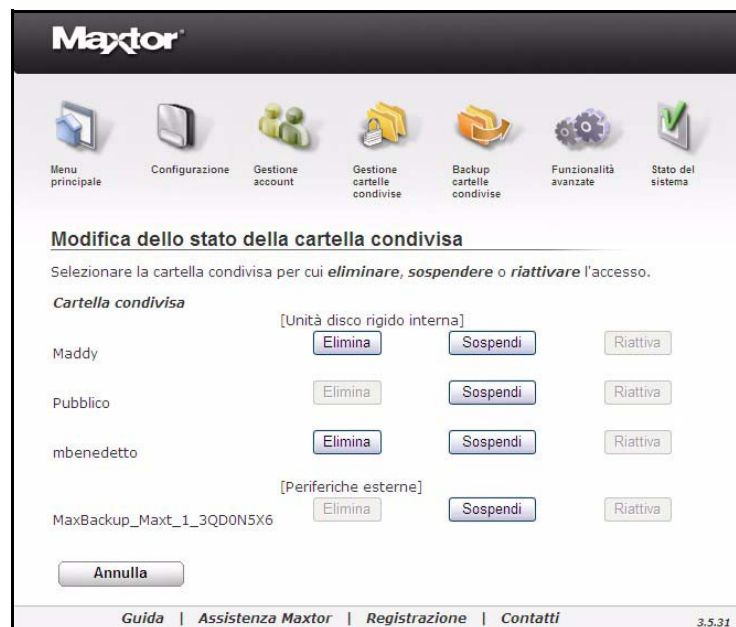 Maxtor
Menu principale
Configurazione
Gestione account
Gestione cartelle condivise
Backup cartelle condivise
Funzionalità avanzate
Stato del sistema
Modifica dello stato della cartella condivisa
Selezionare la cartella condivisa per cui eliminare, sospendere o riattivare l'accesso.
Cartella condivisa
[Unità disco rigido interna]
Maddy Elimina Sospendi Riattiva
Pubblico Elimina Sospendi Riattiva
mbenedetto Elimina Sospendi Riattiva
[Periferiche esterne]
MaxBackup_Maxt_1_3QD0N5X6 Elimina Sospendi Riattiva
Annulla
Guida | Assistenza Maxtor | Registrazione | Contatti 3.5.31